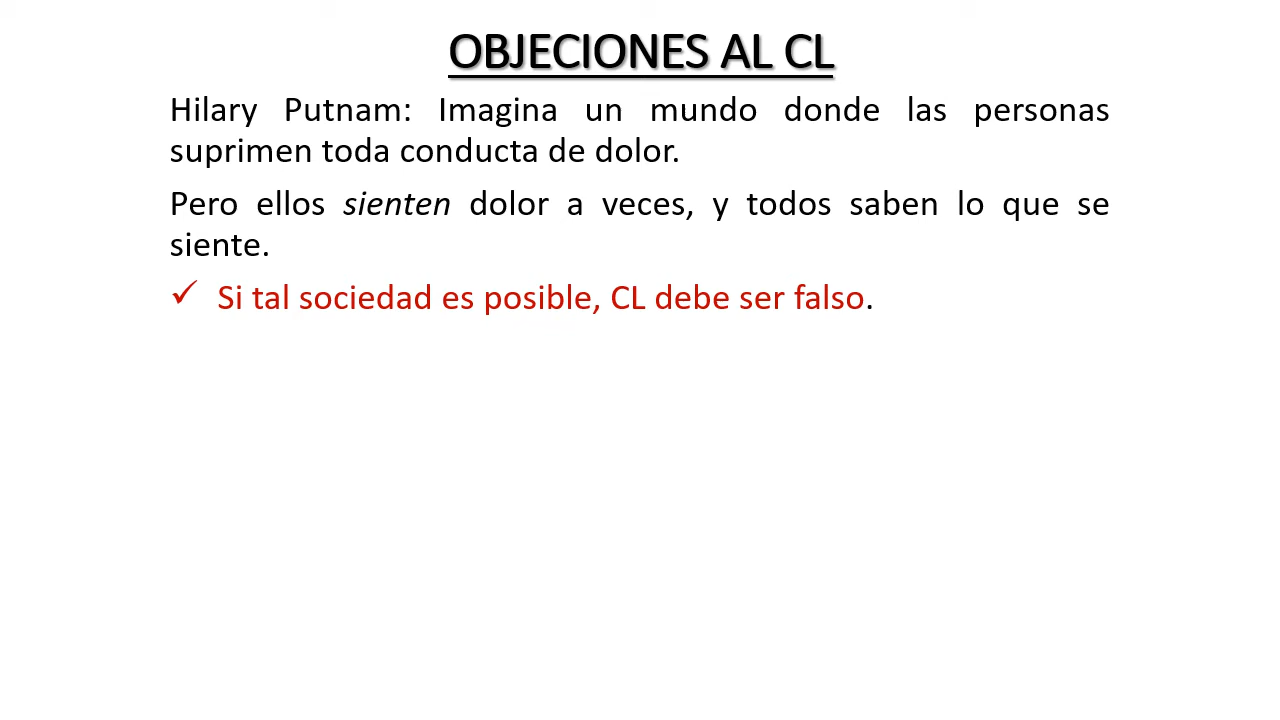 OBJECIONES AL CL
Hilary Putnam: Imagina un mundo donde las personas
suprimen toda conducta de dolor.
Pero ellos sienten dolor a veces, y todos saben lo que se
siente.
✓ Si tal sociedad es posible, CL debe ser falso.